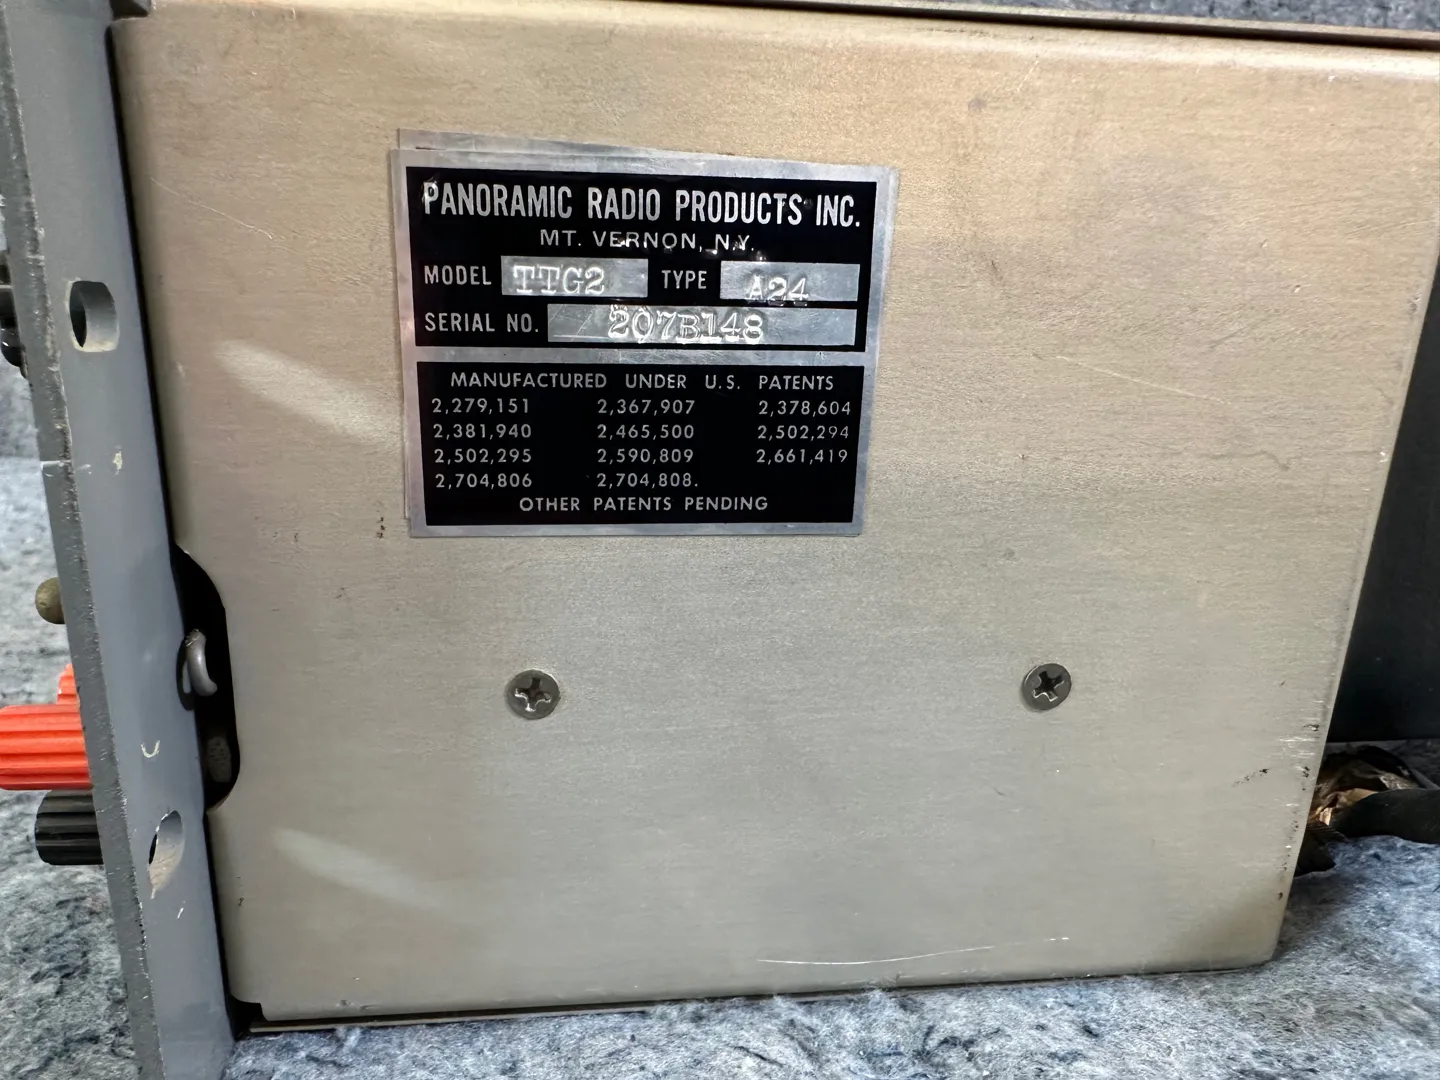 PANORAMIC RADIO PRODUCTS INC.
MT. VERNON, N.Y.
MODEL TTG2 TYPE A24
SERIAL NO. 207B148
MANUFACTURED UNDER U.S. PATENTS
2,279,151 2,367,907 2,378,604
2,381,940 2,465,500 2,502,294
2,502,295 2,590,809 2,661,419
2,704,806 2,704,808.
OTHER PATENTS PENDING